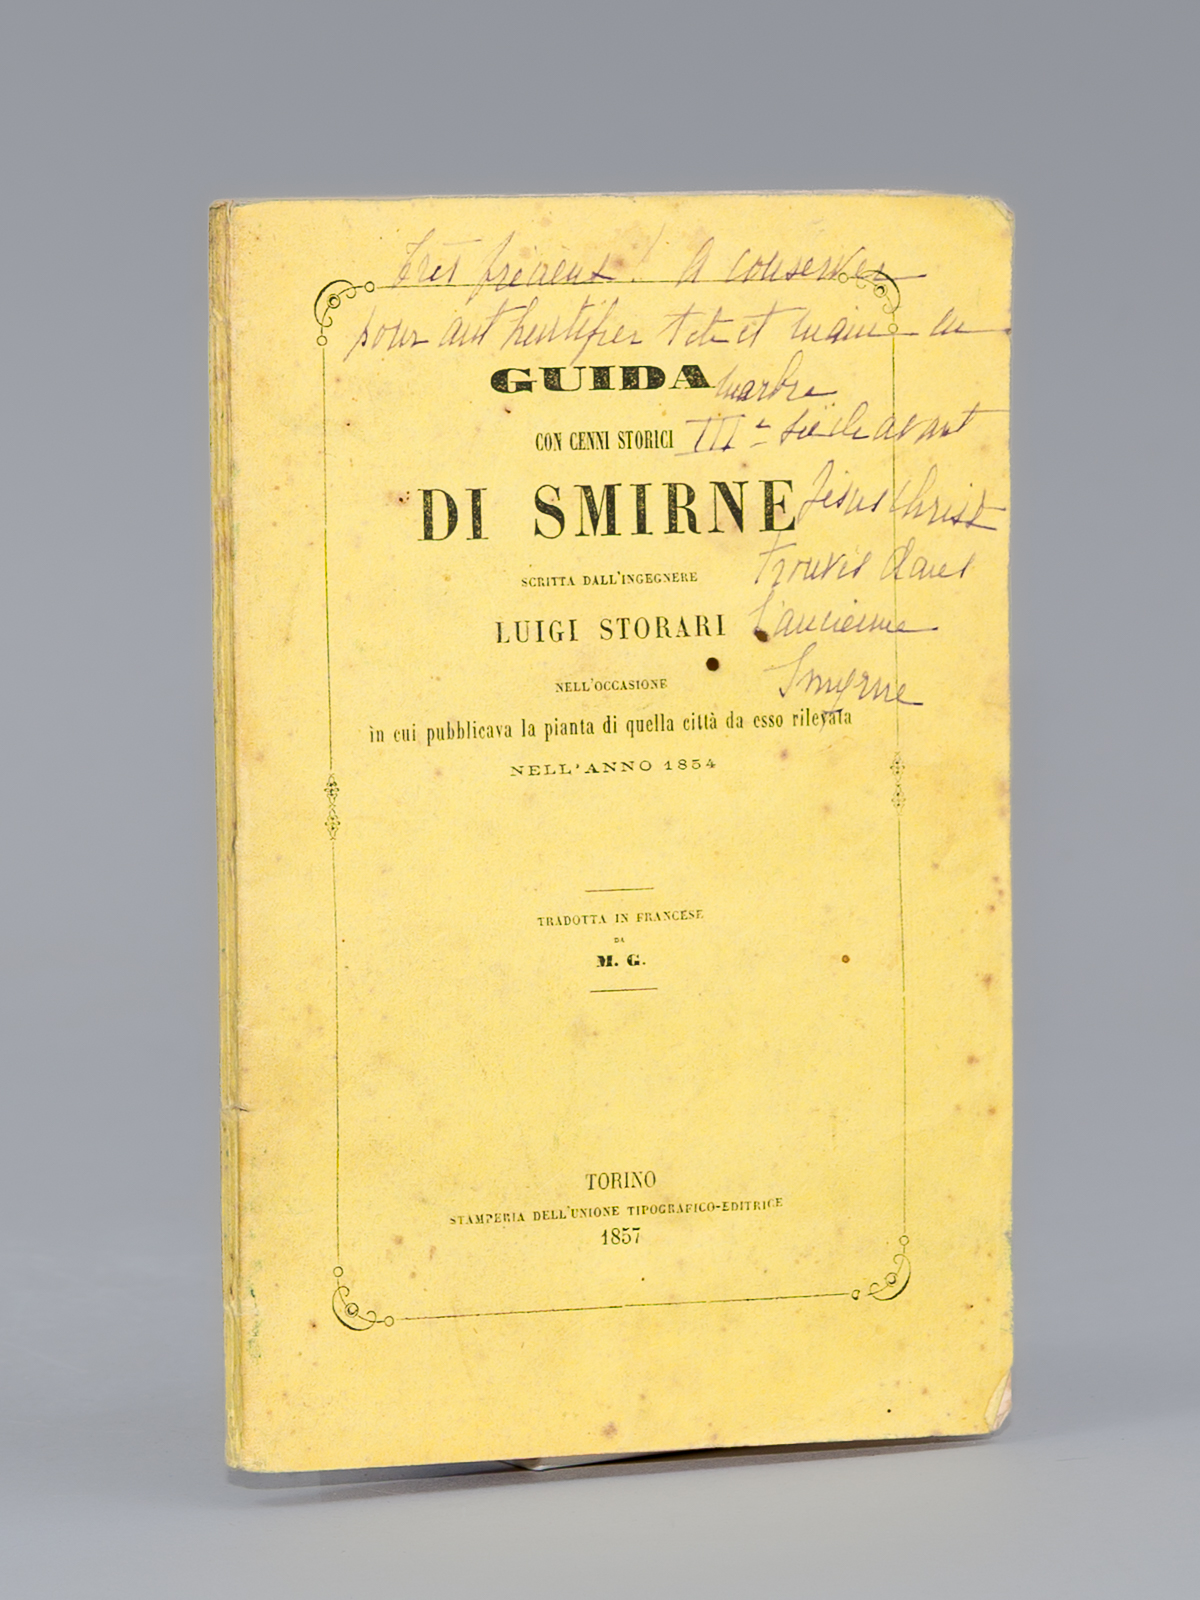 Très précieux ! A conserver
pour authentifier tete et main en
marbre
GUIDA
CON CENNI STORICI
IIIe siècle avant
DI SMIRNE
Jésus Christ
SCRITTA DALL'INGEGNERE
trouvés dans
LUIGI STORARI
l'ancienne
NELL'OCCASIONE
Smyrne
in cui pubblicava la pianta di quella città da esso rilevata
NELL'ANNO 1854
TRADOTTA IN FRANCESE
DA
M. G.
TORINO
STAMPERIA DELL'UNIONE TIPOGRAFICO-EDITRICE
1857